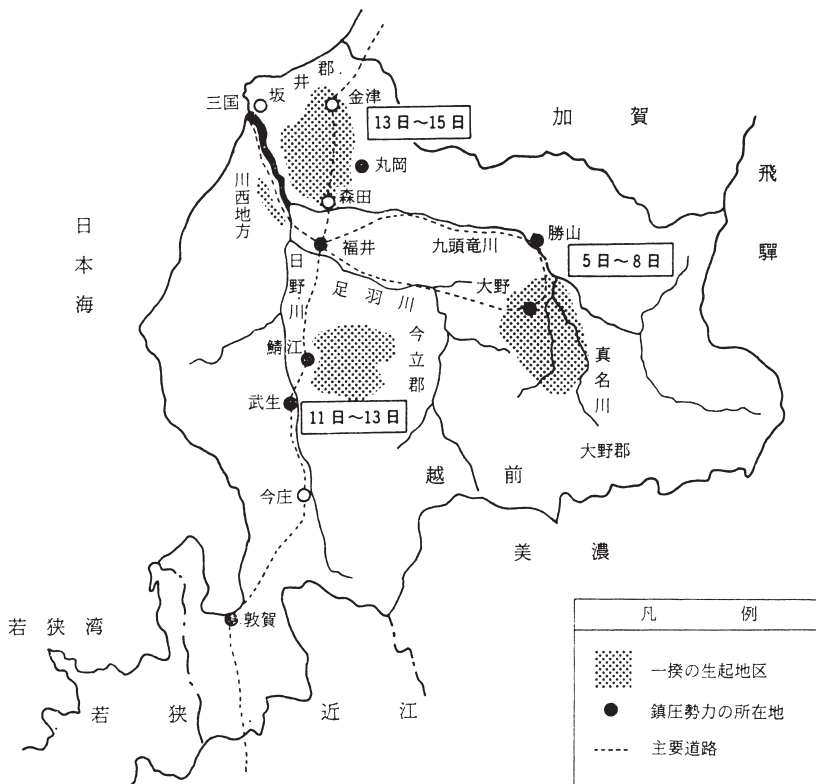 坂井郡
三国
金津
13日～15日
加賀
飛驒
丸岡
川西地方
森田
日本海
福井
九頭竜川
勝山
5日～8日
日野川
足羽川
大野
今立郡
鯖江
真名川
武生
11日～13日
大野郡
越前
今庄
美濃
敦賀
若狭湾
若狭
近江
凡例
一揆の生起地区
鎮圧勢力の所在地
主要道路